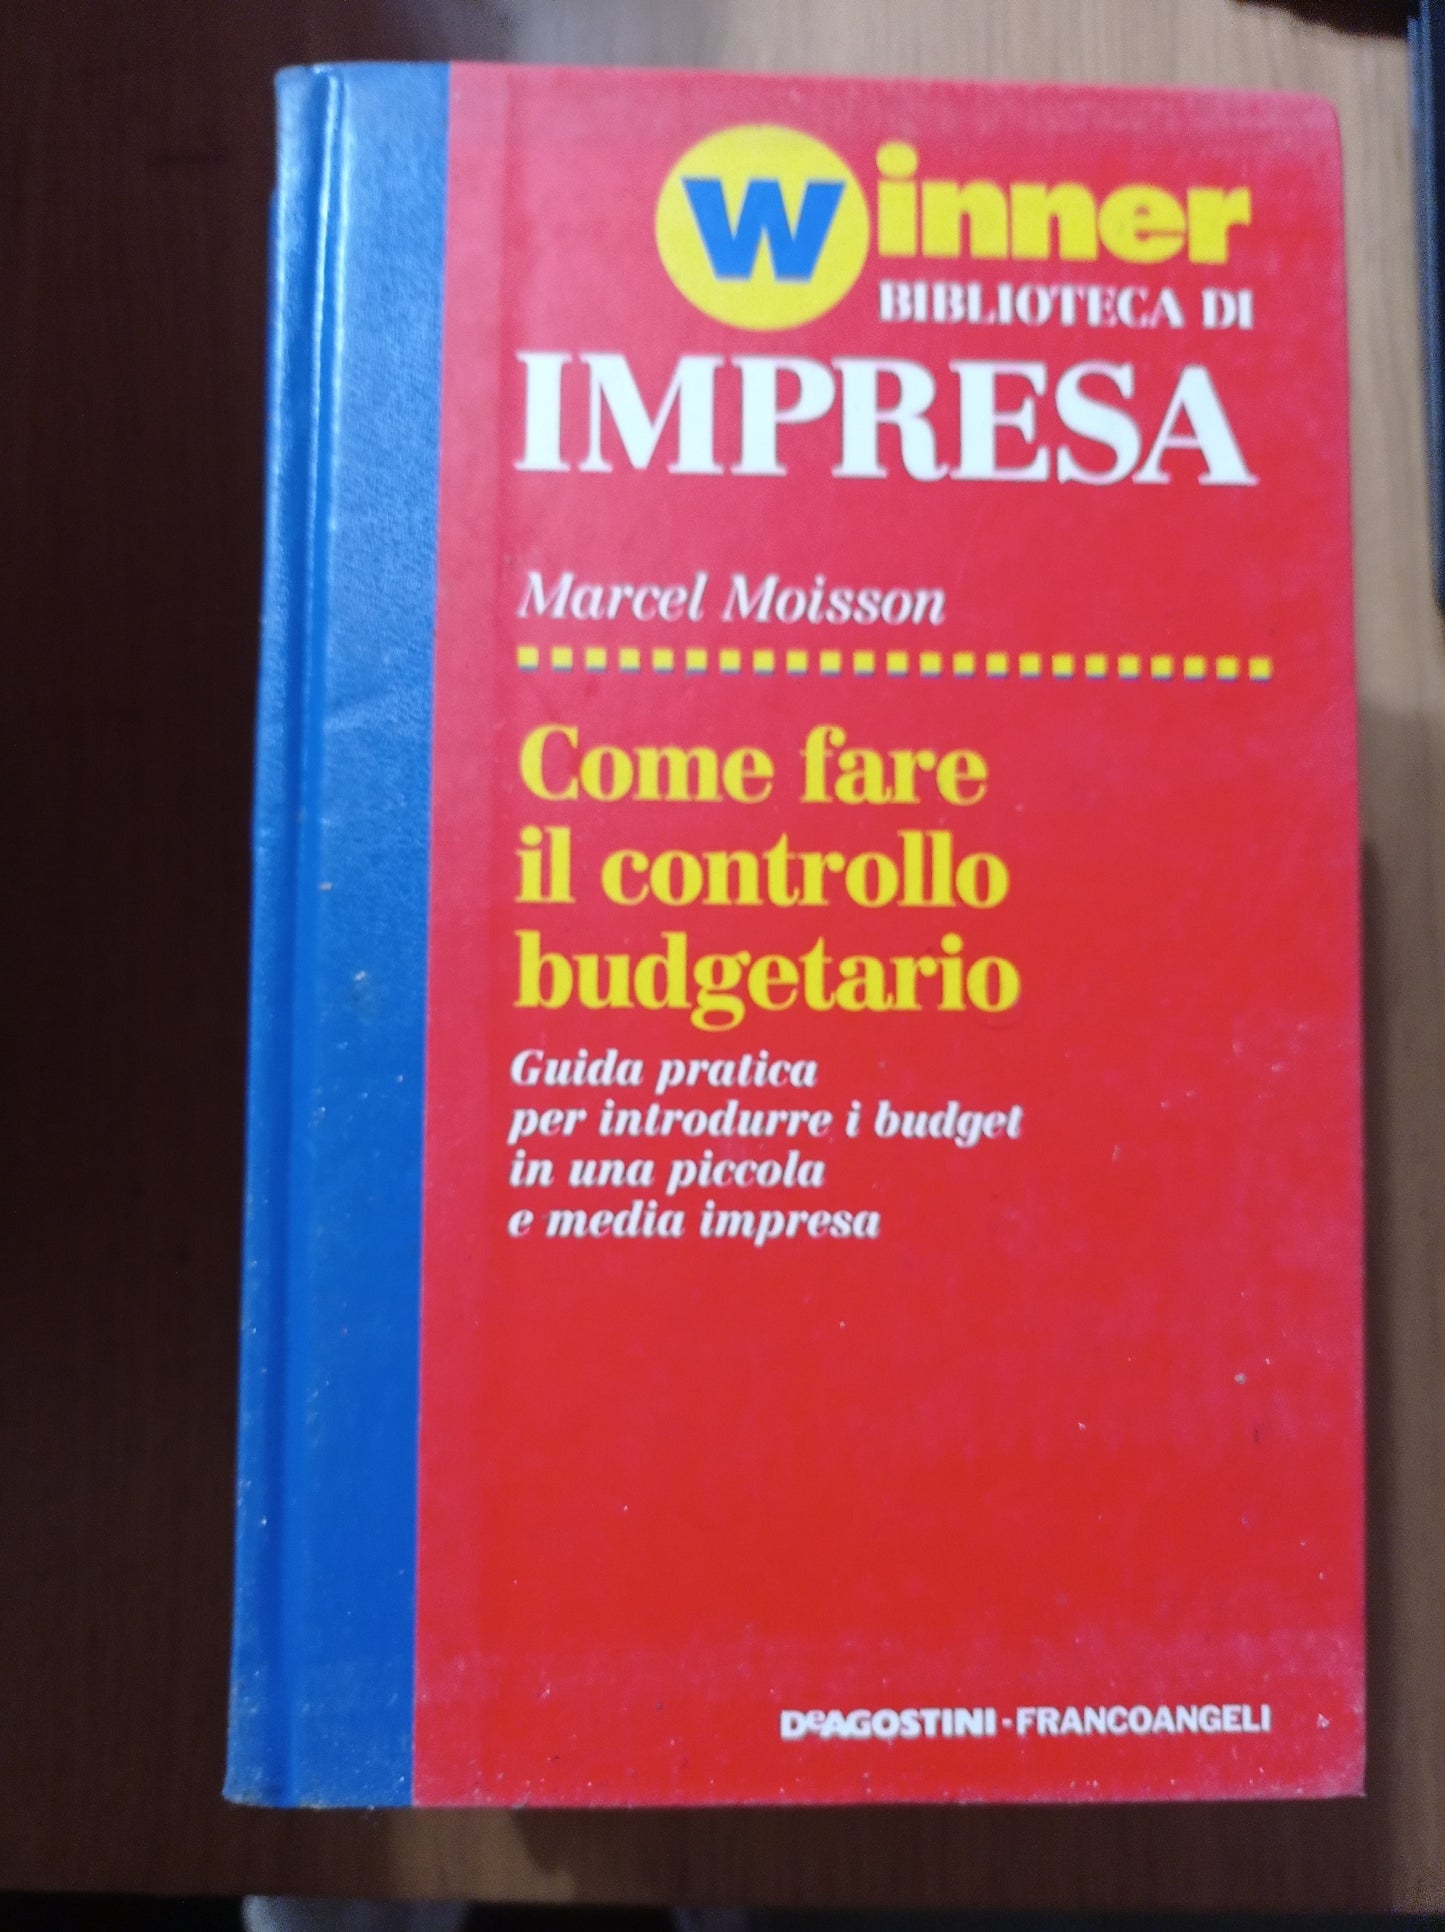 Winner
BIBLIOTECA DI
IMPRESA
Marcel Moisson
Come fare
il controllo
budgetario
Guida pratica
per introdurre i budget
in una piccola
e media impresa
DeAGOSTINI - FRANCOANGELI